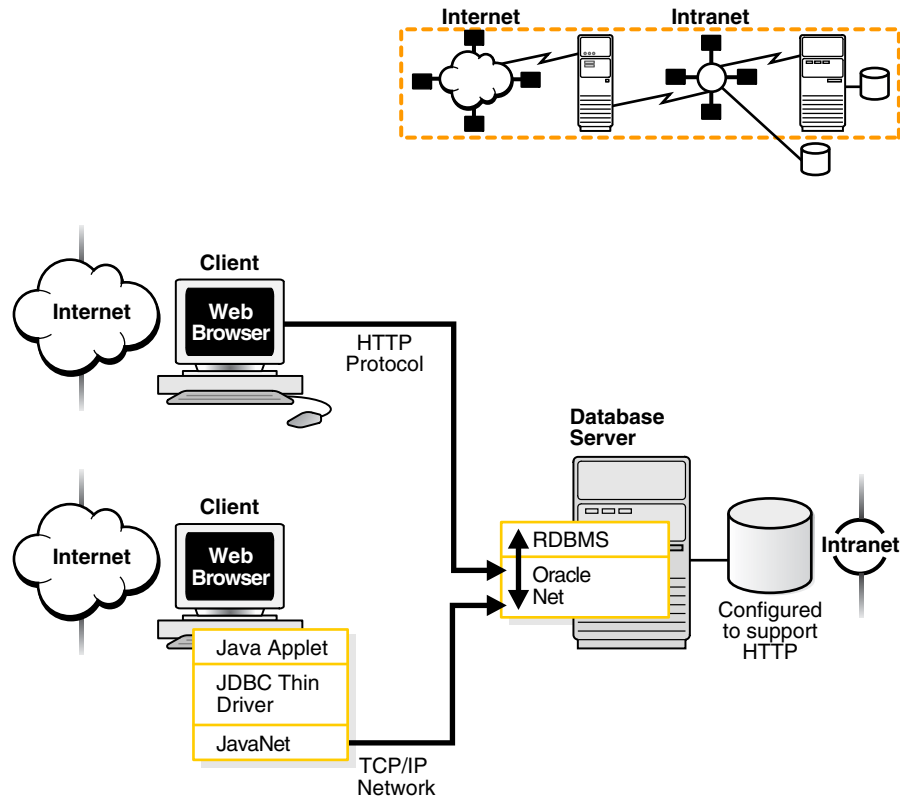 Internet
Intranet
Client
Internet
Web
Browser
HTTP
Protocol
Database
Server
Client
Internet
Web
Browser
RDBMS
Oracle
Net
Intranet
Configured
to support
HTTP
Java Applet
JDBC Thin
Driver
JavaNet
TCP/IP
Network